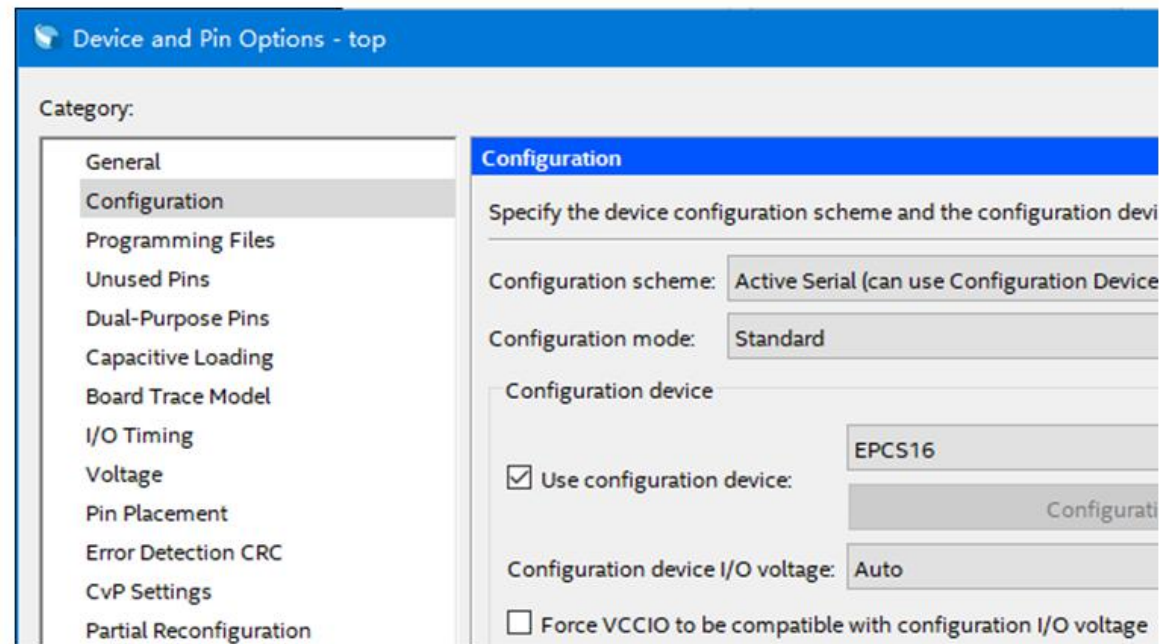 Device and Pin Options - top
Category:
General
Configuration
Programming Files
Unused Pins
Dual-Purpose Pins
Capacitive Loading
Board Trace Model
I/O Timing
Voltage
Pin Placement
Error Detection CRC
CvP Settings
Partial Reconfiguration
Configuration
Specify the device configuration scheme and the configuration devi
Configuration scheme: Active Serial (can use Configuration Device
Configuration mode: Standard
Configuration device
EPCS16
Use configuration device:
Configurati
Configuration device I/O voltage: Auto
Force VCCIO to be compatible with configuration I/O voltage